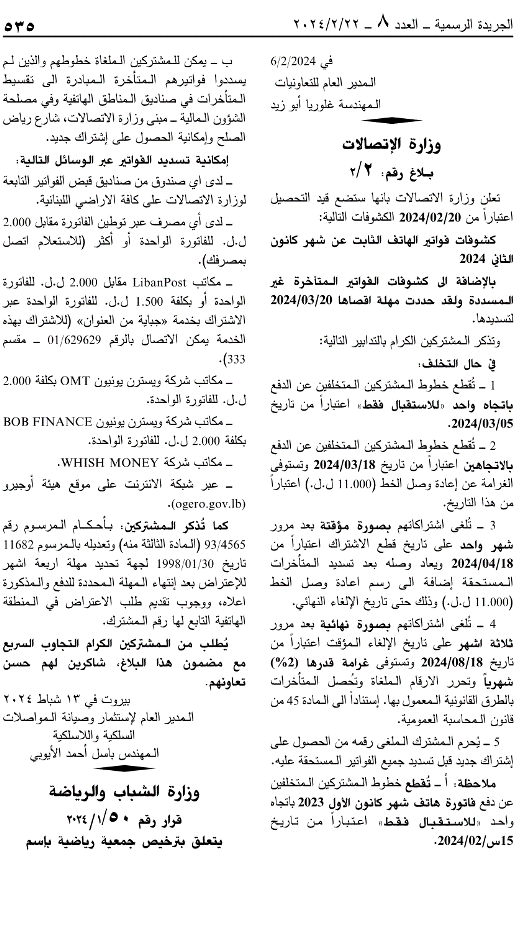 الجريدة الرسمية ــ العدد ٨ ــ ٢٠٢٤/٢/٢٢
٥٣٥
في 6/2/2024
المدير العام للتعاونيات
المهندسة غلوريا أبو زيد
وزارة الإتصالات
بلاغ رقم: ٢/٢
تعلن وزارة الاتصالات بانها ستضع قيد التحصيل
اعتباراً من 2024/02/20 الكشوفات التالية:
كشوفات فواتير الهاتف الثابت عن شهر كانون
الثاني 2024
بالإضافة الى كشوفات الفواتير المتاخرة غير
المسددة ولقد حددت مهلة اقصاها 2024/03/20
لتسديدها.
وتذكر المشتركين الكرام بالتدابير التالية:
في حال التخلف:
1 ــ تُقطع خطوط المشتركين المتخلفين عن الدفع
باتجاه واحد «للاستقبال فقط» اعتباراً من تاريخ
2024/03/05.
2 ــ تُقطع خطوط المشتركين المتخلفين عن الدفع
بالاتجاهين اعتباراً من تاريخ 2024/03/18 وتستوفى
الغرامة عن إعادة وصل الخط (11.000 ل.ل.) اعتباراً
من هذا التاريخ.
3 ــ تُلغى اشتراكاتهم بصورة مؤقتة بعد مرور
شهر واحد على تاريخ قطع الاشتراك اعتباراً من
2024/04/18 ويعاد وصله بعد تسديد المتأخرات
المستحقة إضافة الى رسم اعادة وصل الخط
(11.000 ل.ل.) وذلك حتى تاريخ الإلغاء النهائي.
4 ــ تُلغى اشتراكاتهم بصورة نهائية بعد مرور
ثلاثة اشهر على تاريخ الإلغاء المؤقت اعتباراً من
تاريخ 2024/08/18 وتستوفى غرامة قدرها (2%)
شهرياً وتحرر الارقام الملغاة وتُحصل المتأخرات
بالطرق القانونية المعمول بها. إستناداً الى المادة 45 من
قانون المحاسبة العمومية.
5 ــ يُحرم المشترك الملغى رقمه من الحصول على
إشتراك جديد قبل تسديد جميع الفواتير المستحقة عليه.
ملاحظة: أ ــ تُقطع خطوط المشتركين المتخلفين
عن دفع فاتورة هاتف شهر كانون الأول 2023 باتجاه
واحد «للاستقبال فقط» اعتباراً من تاريخ
15س/2024/02.
ب ــ يمكن للمشتركين الملغاة خطوطهم والذين لم
يسددوا فواتيرهم المتأخرة المبادرة الى تقسيط
المتأخرات في صناديق المناطق الهاتفية وفي مصلحة
الشؤون المالية ــ مبنى وزارة الاتصالات، شارع رياض
الصلح وإمكانية الحصول على إشتراك جديد.
إمكانية تسديد الفواتير عبر الوسائل التالية:
ــ لدى اي صندوق من صناديق قبض الفواتير التابعة
لوزارة الاتصالات على كافة الاراضي اللبنانية.
ــ لدى أي مصرف عبر توطين الفاتورة مقابل 2.000
ل.ل. للفاتورة الواحدة أو أكثر (للاستعلام اتصل
بمصرفك).
ــ مكاتب LibanPost مقابل 2.000 ل.ل. للفاتورة
الواحدة أو بكلفة 1.500 ل.ل. للفاتورة الواحدة عبر
الاشتراك بخدمة «جباية من العنوان» (للاشتراك بهذه
الخدمة يمكن الاتصال بالرقم 01/629629 ــ مقسم
333).
ــ مكاتب شركة ويسترن يونيون OMT بكلفة 2.000
ل.ل. للفاتورة الواحدة.
ــ مكاتب شركة ويسترن يونيون BOB FINANCE
بكلفة 2.000 ل.ل. للفاتورة الواحدة.
ــ مكاتب شركة WHISH MONEY.
ــ عبر شبكة الانترنت على موقع هيئة أوجيرو
(ogero.gov.lb).
كما تُذكر المشتركين: بأحكام المرسوم رقم
93/4565 (المادة الثالثة منه) وتعديله بالمرسوم 11682
تاريخ 1998/01/30 لجهة تحديد مهلة اربعة اشهر
للإعتراض بعد إنتهاء المهلة المحددة للدفع والمذكورة
اعلاه، ووجوب تقديم طلب الاعتراض في المنطقة
الهاتفية التابع لها رقم المشترك.
يُطلب من المشتركين الكرام التجاوب السريع
مع مضمون هذا البلاغ، شاكرين لهم حسن
تعاونهم.
بيروت في ١٣ شباط ٢٠٢٤
المدير العام لإستثمار وصيانة المواصلات
السلكية واللاسلكية
المهندس باسل أحمد الأيوبي
وزارة الشباب والرياضة
قرار رقم ٢٠٢٤/١/٥٠
يتعلق بترخيص جمعية رياضية بإسم